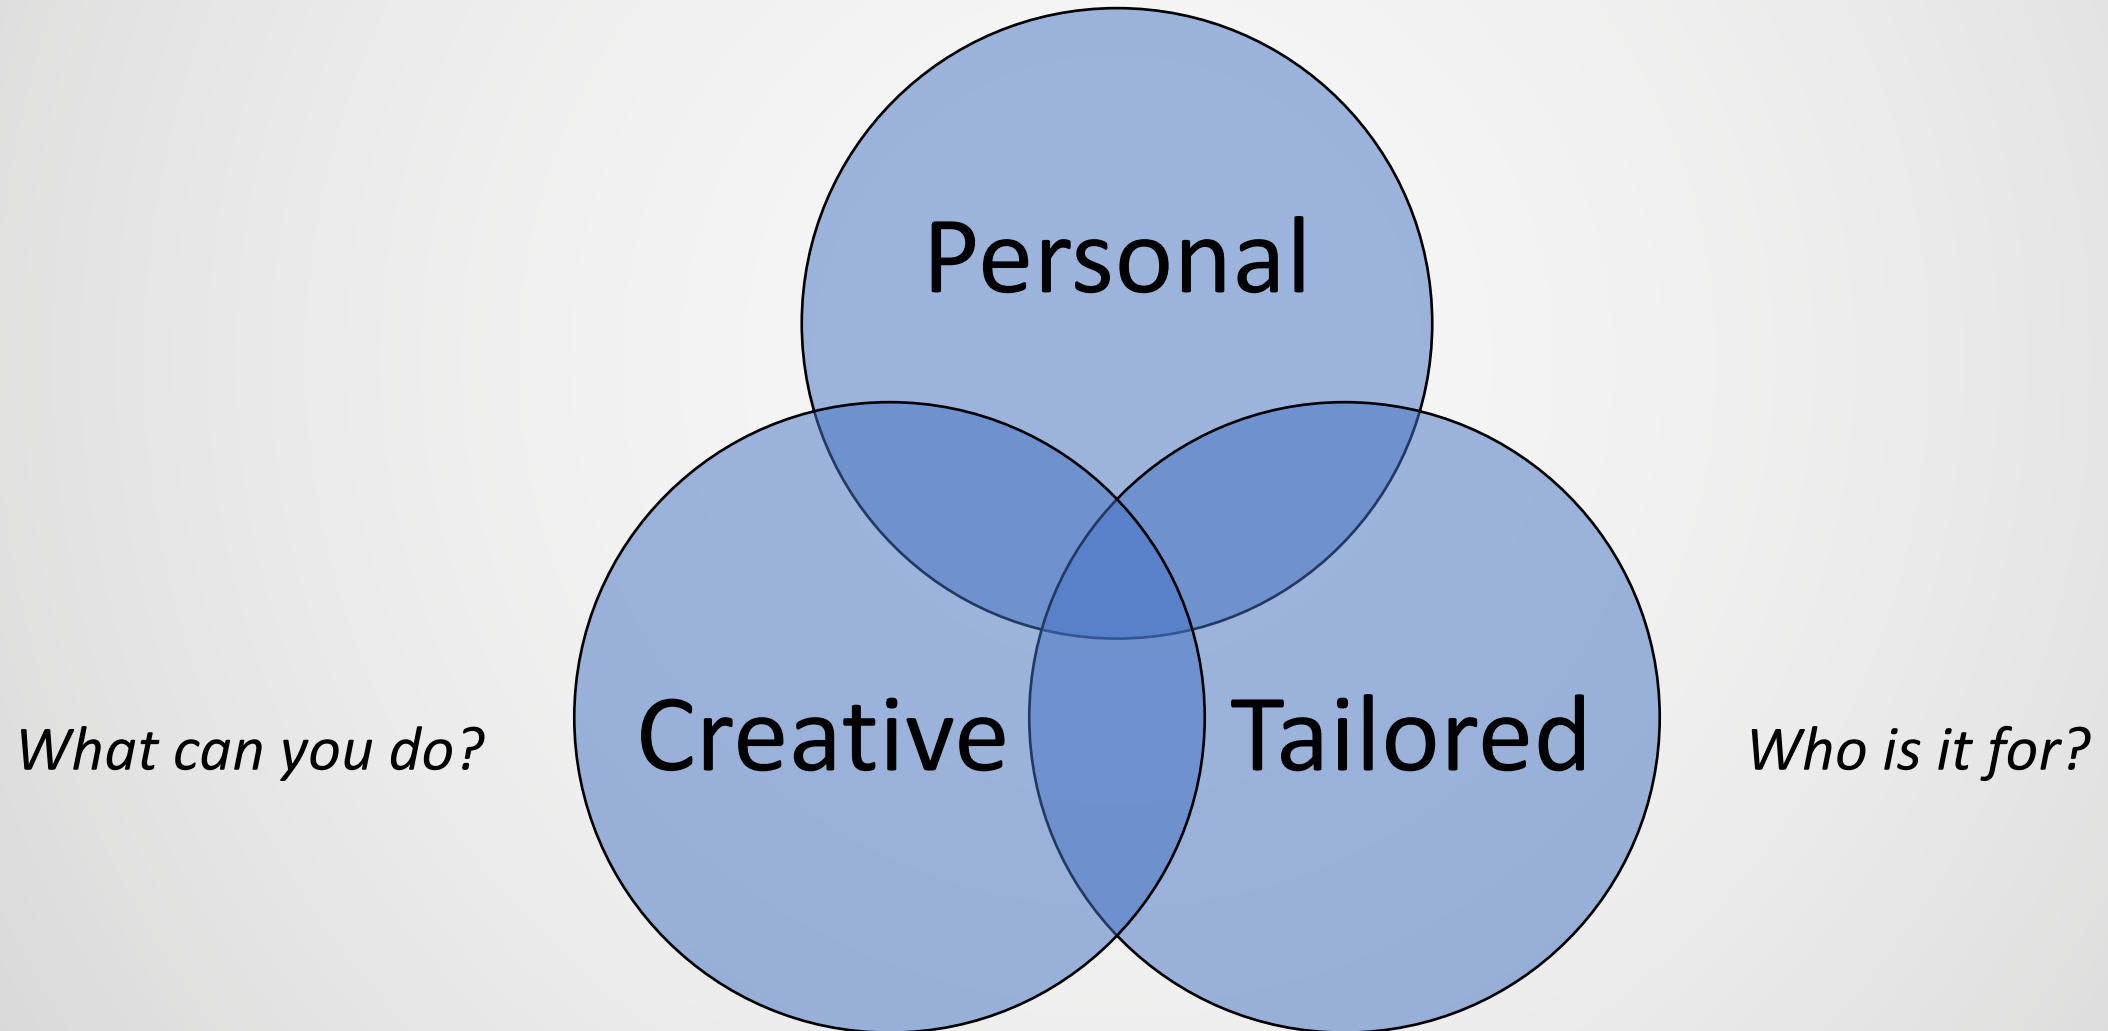 Personal
What can you do?
Creative
Tailored
Who is it for?